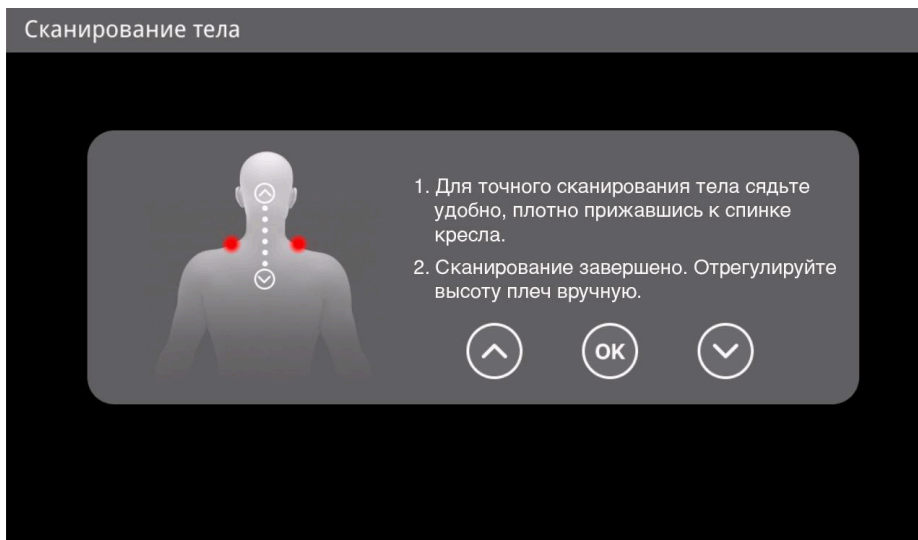 Сканирование тела
1. Для точного сканирования тела сядьте
удобно, плотно прижавшись к спинке
кресла.
2. Сканирование завершено. Отрегулируйте
высоту плеч вручную.
OK